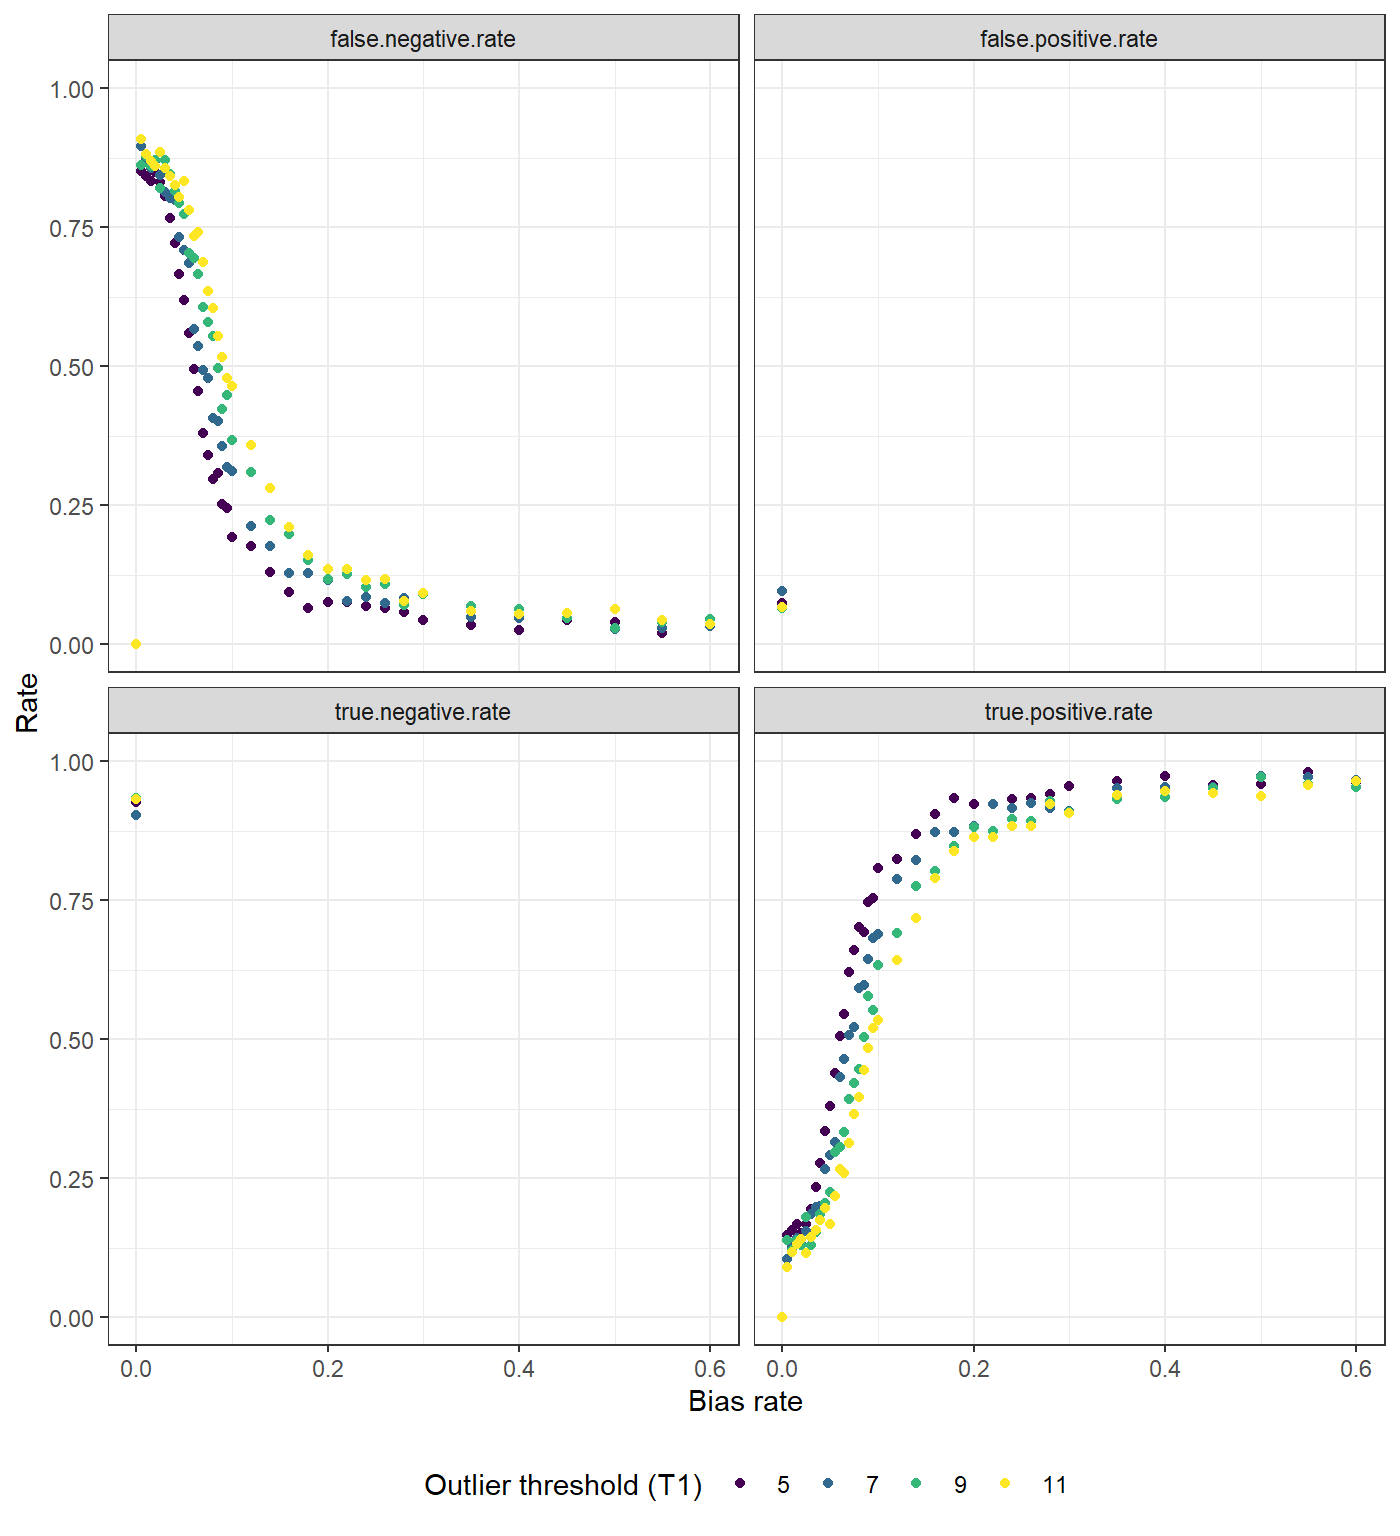 false.negative.rate
false.positive.rate
1.00
0.75
0.50
0.25
0.00
Rate
true.negative.rate
true.positive.rate
1.00
0.75
0.50
0.25
0.00
0.0 0.2 0.4 0.6 0.0 0.2 0.4 0.6
Bias rate
Outlier threshold (T1) 5 7 9 11